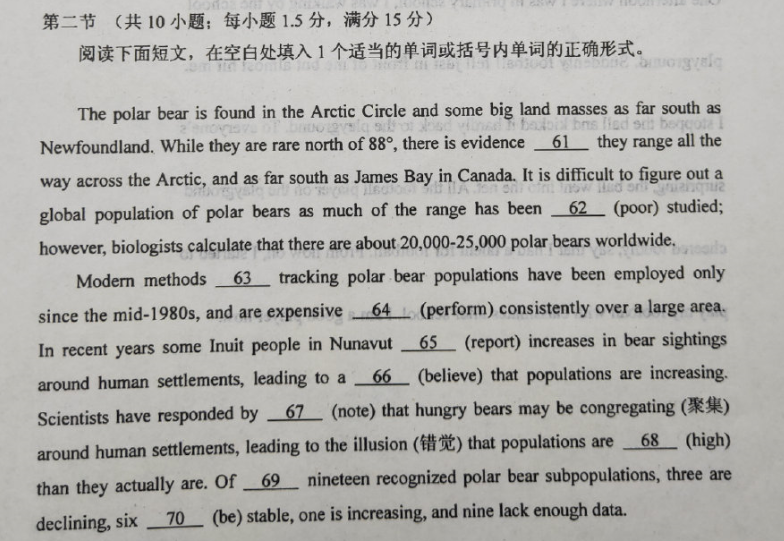 第二节 (共 10 小题; 每小题 1.5 分, 满分 15 分)
阅读下面短文, 在空白处填入 1 个适当的单词或括号内单词的正确形式。
The polar bear is found in the Arctic Circle and some big land masses as far south as
Newfoundland. While they are rare north of 88°, there is evidence 61 they range all the
way across the Arctic, and as far south as James Bay in Canada. It is difficult to figure out a
global population of polar bears as much of the range has been 62 (poor) studied;
however, biologists calculate that there are about 20,000-25,000 polar bears worldwide.
Modern methods 63 tracking polar bear populations have been employed only
since the mid-1980s, and are expensive 64 (perform) consistently over a large area.
In recent years some Inuit people in Nunavut 65 (report) increases in bear sightings
around human settlements, leading to a 66 (believe) that populations are increasing.
Scientists have responded by 67 (note) that hungry bears may be congregating (聚集)
around human settlements, leading to the illusion (错觉) that populations are 68 (high)
than they actually are. Of 69 nineteen recognized polar bear subpopulations, three are
declining, six 70 (be) stable, one is increasing, and nine lack enough data.